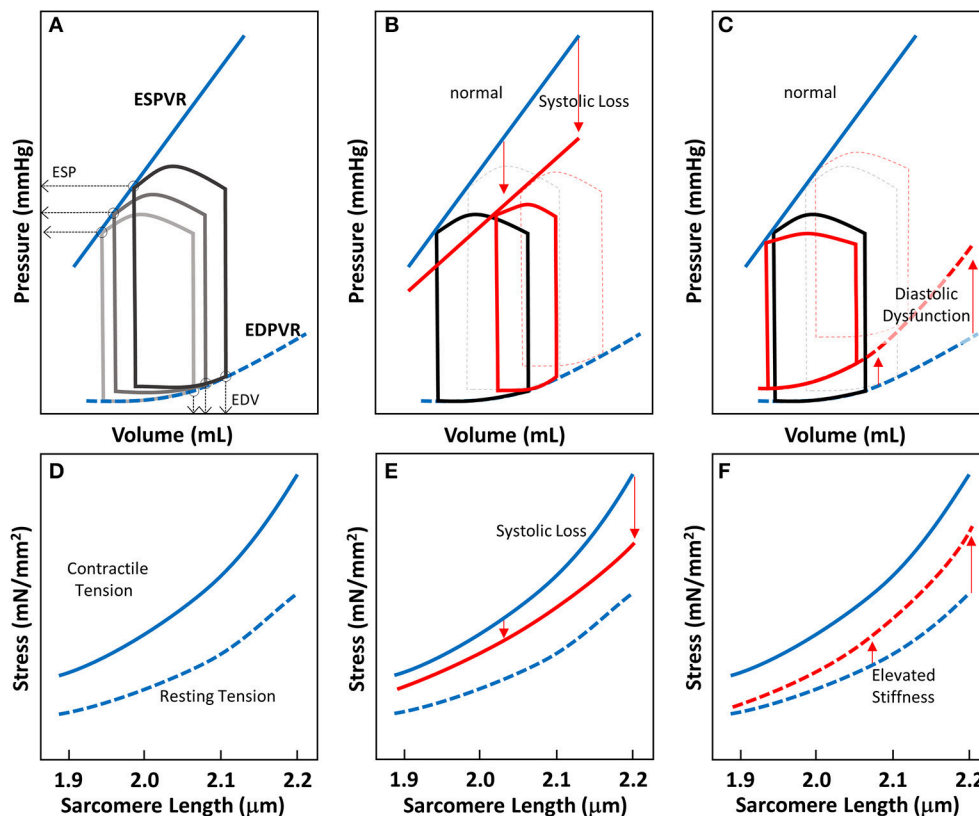 A
ESPVR
ESP
EDPVR
EDV
Pressure (mmHg)
Volume (mL)
B
normal
Systolic Loss
Pressure (mmHg)
Volume (mL)
C
normal
Diastolic
Dysfunction
Pressure (mmHg)
Volume (mL)
D
Contractile
Tension
Resting Tension
Stress (mN/mm²)
1.9 2.0 2.1 2.2
Sarcomere Length (μm)
E
Systolic Loss
Stress (mN/mm²)
1.9 2.0 2.1 2.2
Sarcomere Length (μm)
F
Elevated
Stiffness
Stress (mN/mm²)
1.9 2.0 2.1 2.2
Sarcomere Length (μm)